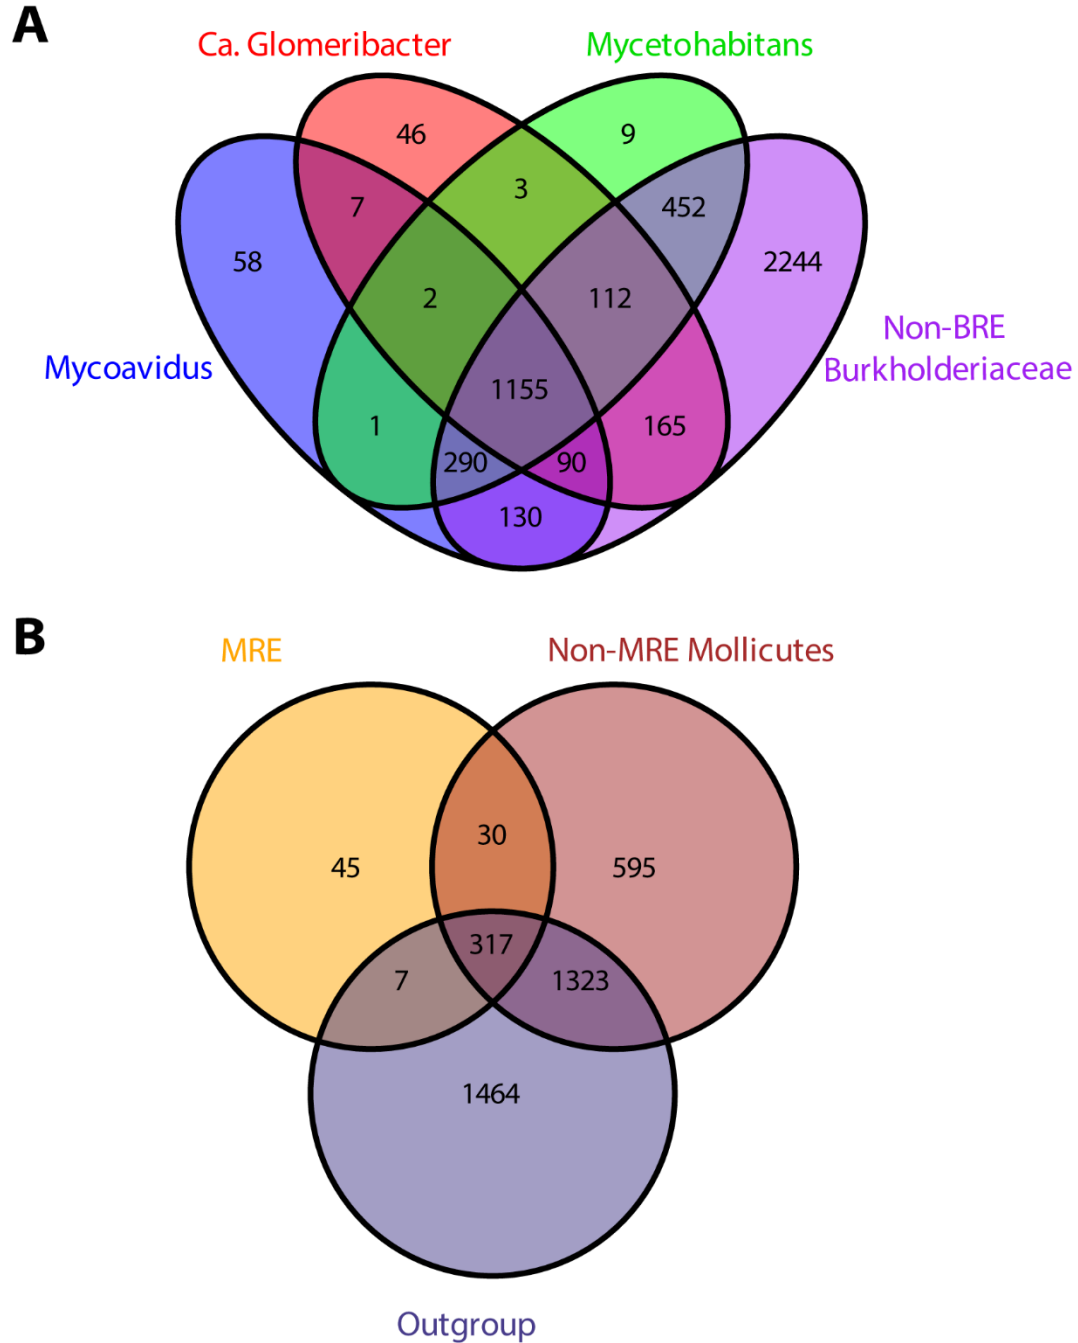 A
Ca. Glomeribacter
Mycetohabitans
46
9
3
7
452
58
2244
2
112
Non-BRE
Burkholderiaceae
Mycoavidus
1155
1
165
290
90
130
B
MRE
Non-MRE Mollicutes
30
45
595
317
7
1323
1464
Outgroup